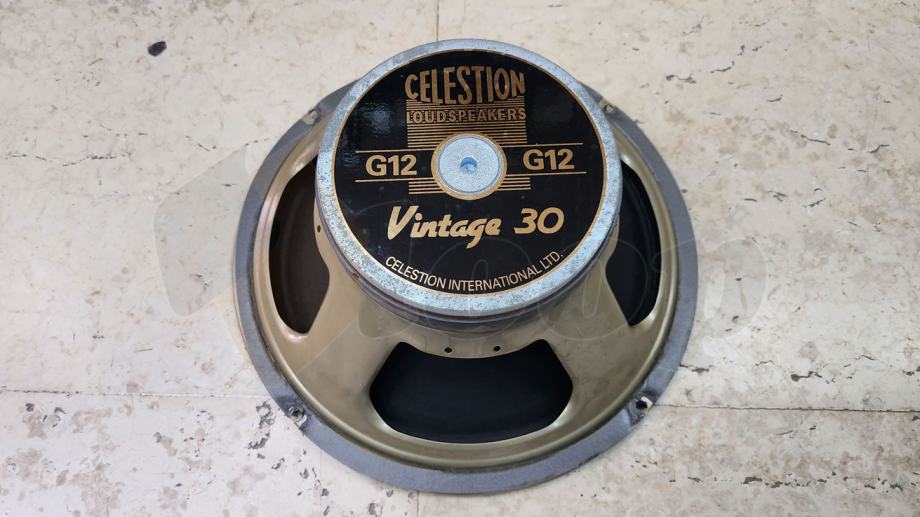 CELESTION
LOUDSPEAKERS
G12 G12
Vintage 30
CELESTION INTERNATIONAL LTD.